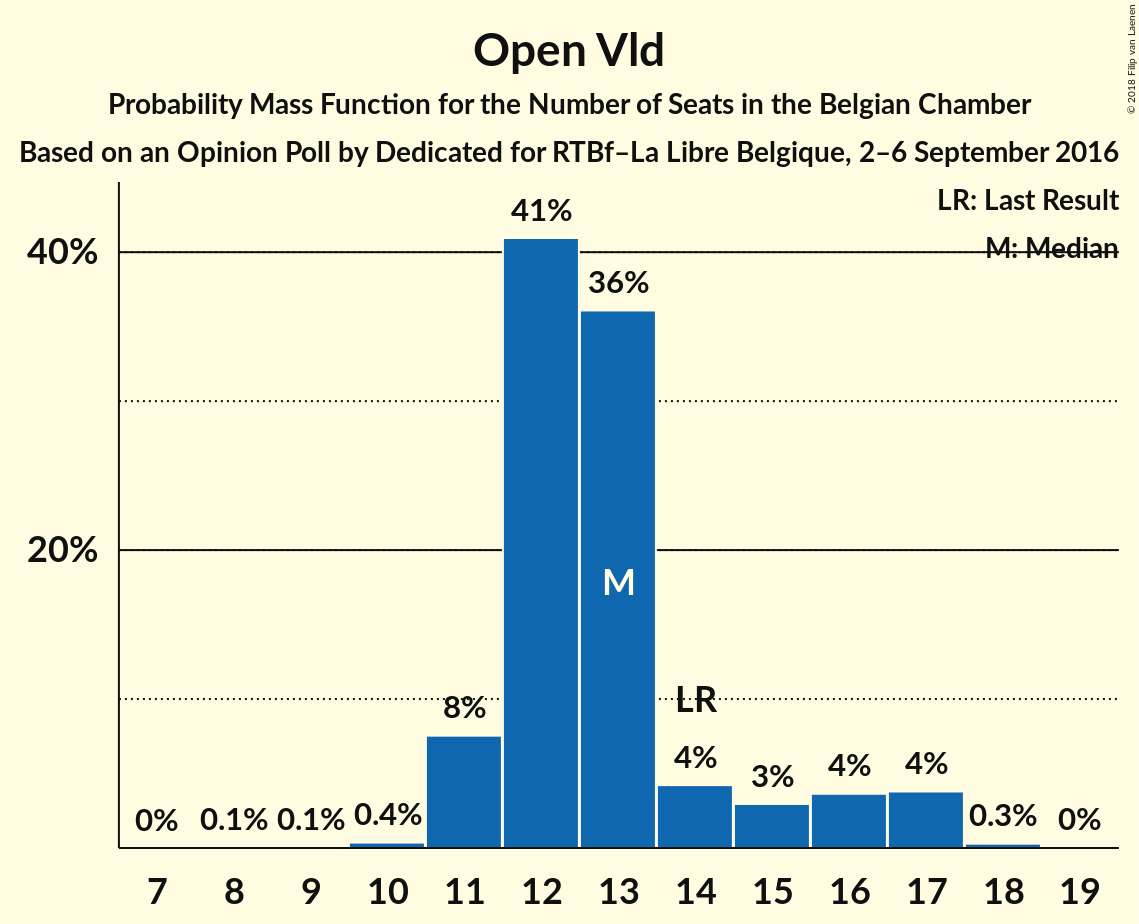 Open Vld
Probability Mass Function for the Number of Seats in the Belgian Chamber
Based on an Opinion Poll by Dedicated for RTBf–La Libre Belgique, 2–6 September 2016
© 2018 Filip van Laenen
LR: Last Result
M: Median
40%
20%
0%
0.1%
0.1%
0.4%
8%
41%
36%
M
LR
4%
3%
4%
4%
0.3%
0%
7 8 9 10 11 12 13 14 15 16 17 18 19